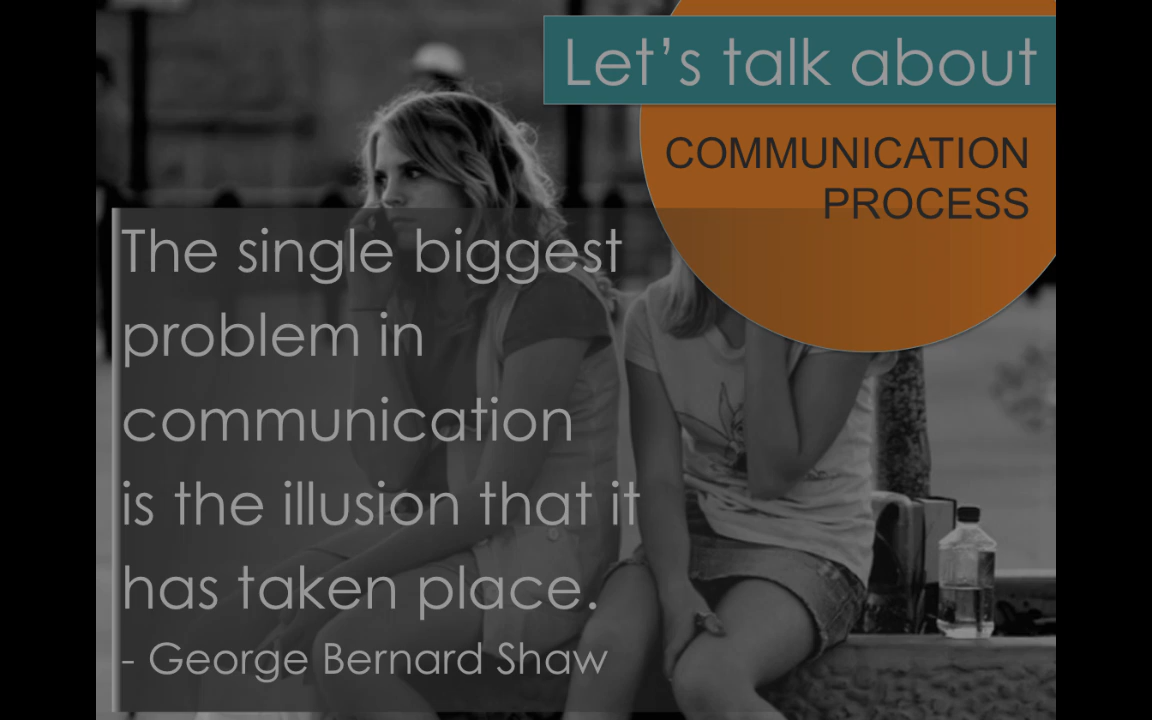 Let’s talk about
COMMUNICATION
PROCESS
The single biggest
problem in
communication
is the illusion that it
has taken place.
- George Bernard Shaw